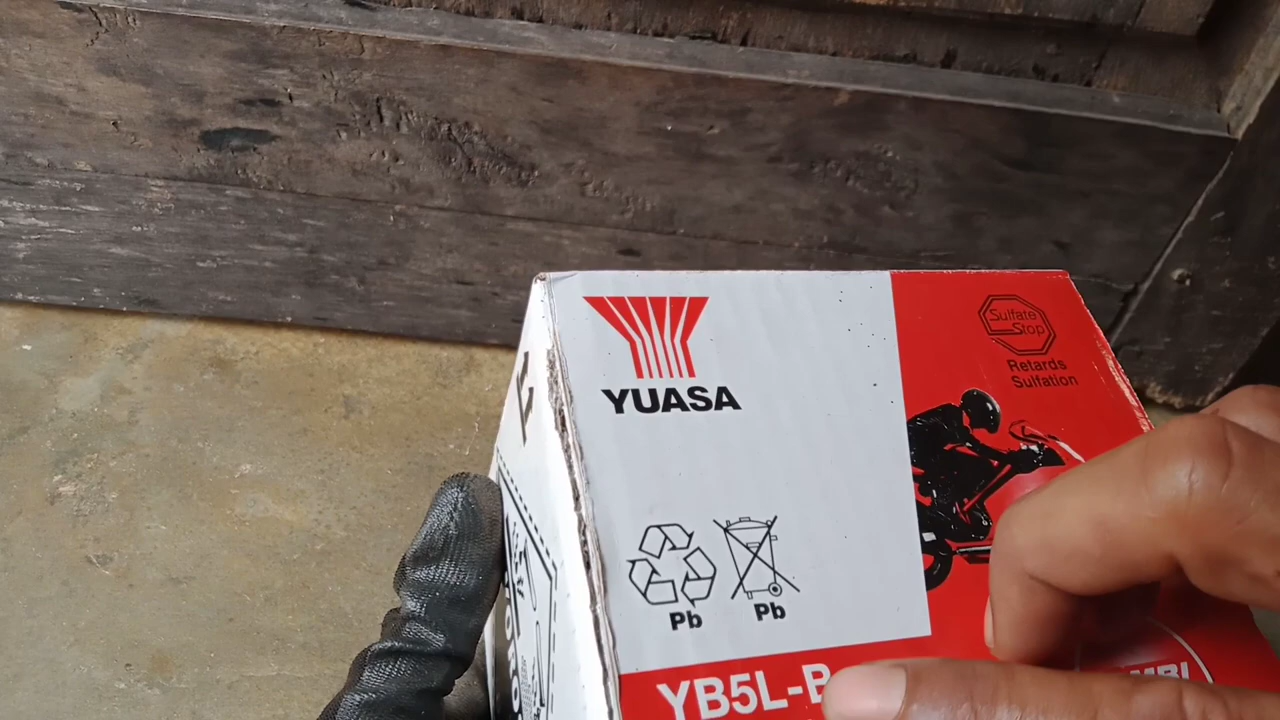 YUASA
Sulfate
Stop
Retards
Sulfation
Pb
Pb
YB5L-B